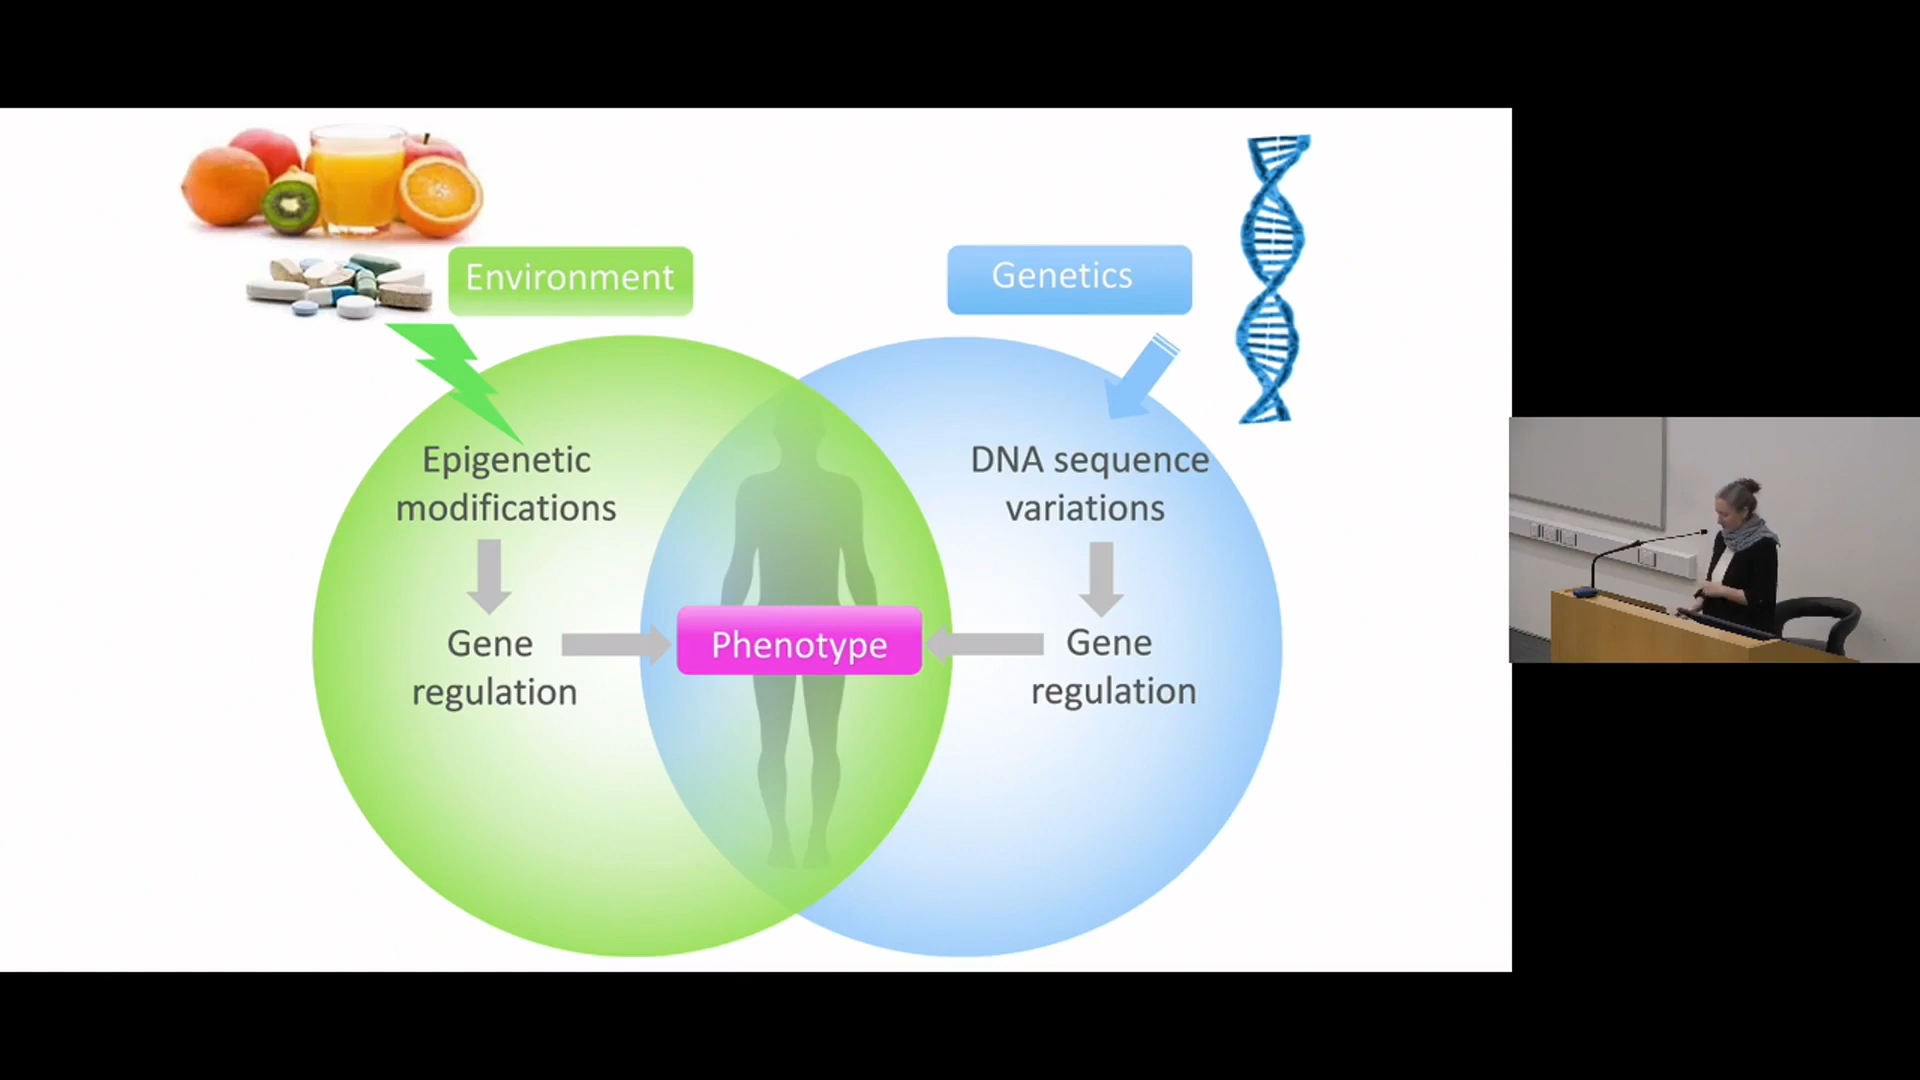 Environment
Genetics
Epigenetic
modifications
DNA sequence
variations
Gene
regulation
Phenotype
Gene
regulation